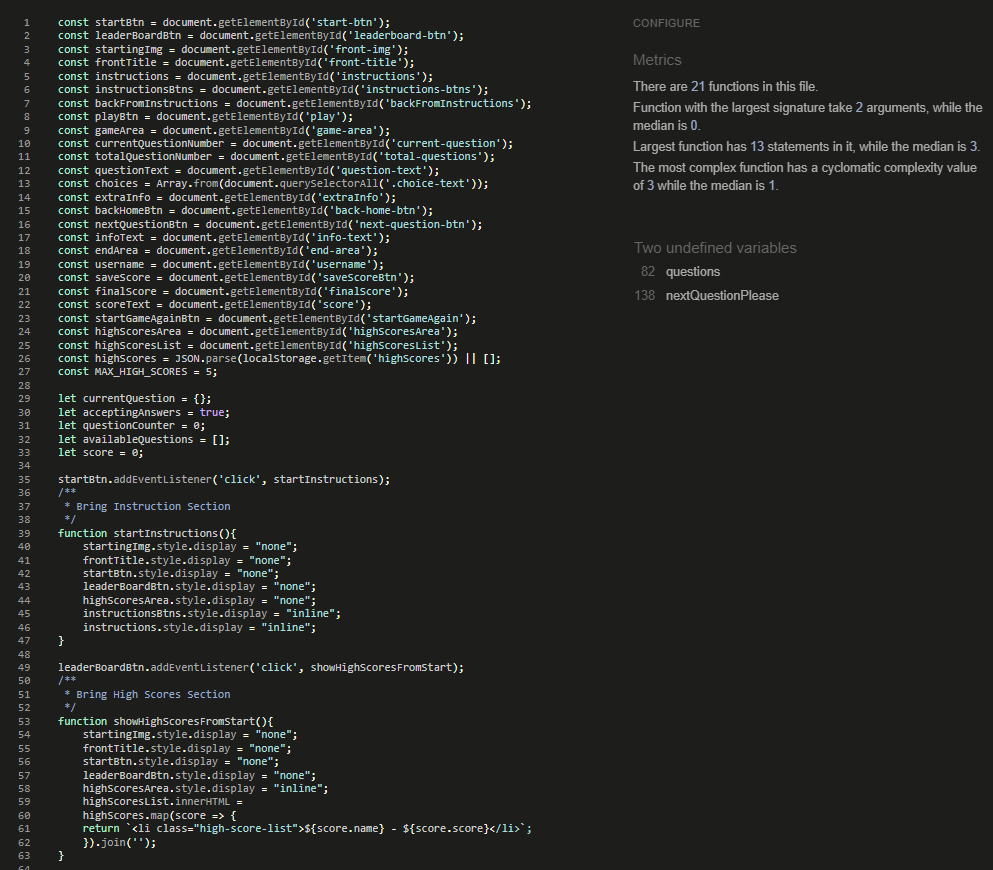 1 const startBtn = document.getElementById('start-btn');
2 const leaderBoardBtn = document.getElementById('leaderboard-btn');
3 const startingImg = document.getElementById('front-img');
4 const frontTitle = document.getElementById('front-title');
5 const instructions = document.getElementById('instructions');
6 const instructionsBtns = document.getElementById('instructions-btns');
7 const backFromInstructions = document.getElementById('backFromInstructions');
8 const playBtn = document.getElementById('play');
9 const gameArea = document.getElementById('game-area');
10 const currentQuestionNumber = document.getElementById('current-question');
11 const totalQuestionNumber = document.getElementById('total-questions');
12 const questionText = document.getElementById('question-text');
13 const choices = Array.from(document.querySelectorAll('.choice-text'));
14 const extraInfo = document.getElementById('extraInfo');
15 const backHomeBtn = document.getElementById('back-home-btn');
16 const nextQuestionBtn = document.getElementById('next-question-btn');
17 const infoText = document.getElementById('info-text');
18 const endArea = document.getElementById('end-area');
19 const username = document.getElementById('username');
20 const saveScore = document.getElementById('saveScoreBtn');
21 const finalScore = document.getElementById('finalScore');
22 const scoreText = document.getElementById('score');
23 const startGameAgainBtn = document.getElementById('startGameAgain');
24 const highScoresArea = document.getElementById('highScoresArea');
25 const highScoresList = document.getElementById('highScoresList');
26 const highScores = JSON.parse(localStorage.getItem('highScores')) || [];
27 const MAX_HIGH_SCORES = 5;
28
29 let currentQuestion = {};
30 let acceptingAnswers = true;
31 let questionCounter = 0;
32 let availableQuestions = [];
33 let score = 0;
34
35 startBtn.addEventListener('click', startInstructions);
36 /**
37 * Bring Instruction Section
38 */
39 function startInstructions(){
40 startingImg.style.display = "none";
41 frontTitle.style.display = "none";
42 startBtn.style.display = "none";
43 leaderBoardBtn.style.display = "none";
44 highScoresArea.style.display = "none";
45 instructionsBtns.style.display = "inline";
46 instructions.style.display = "inline";
47 }
48
49 leaderBoardBtn.addEventListener('click', showHighScoresFromStart);
50 /**
51 * Bring High Scores Section
52 */
53 function showHighScoresFromStart(){
54 startingImg.style.display = "none";
55 frontTitle.style.display = "none";
56 startBtn.style.display = "none";
57 leaderBoardBtn.style.display = "none";
58 highScoresArea.style.display = "inline";
59 highScoresList.innerHTML =
60 highScores.map(score => {
61 return `<li class="high-score-list">${score.name} - ${score.score}</li>`;
62 }).join('');
63 }
64
CONFIGURE
Metrics
There are 21 functions in this file.
Function with the largest signature take 2 arguments, while the
median is 0.
Largest function has 13 statements in it, while the median is 3.
The most complex function has a cyclomatic complexity value
of 3 while the median is 1.
Two undefined variables
82 questions
138 nextQuestionPlease